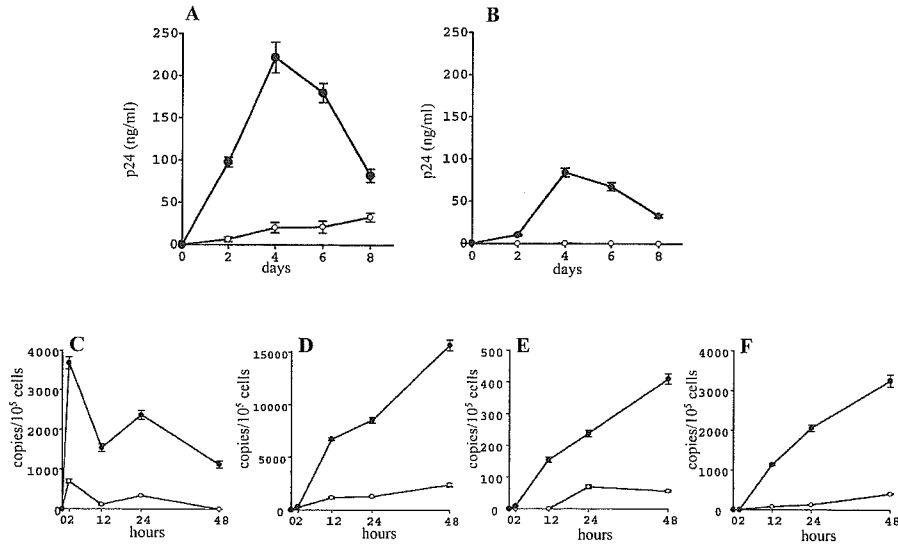 A
B
250
200
150
100
50
0
p24 (ng/ml)
0 2 4 6 8
days
250
200
150
100
50
0
p24 (ng/ml)
0 2 4 6 8
days
C
D
E
F
4000
3000
2000
1000
0
copies/10⁵ cells
02 12 24 48
hours
15000
10000
5000
0
copies/10⁵ cells
02 12 24 48
hours
500
400
300
200
100
0
copies/10⁵ cells
02 12 24 48
hours
4000
3000
2000
1000
0
copies/10⁵ cells
02 12 24 48
hours